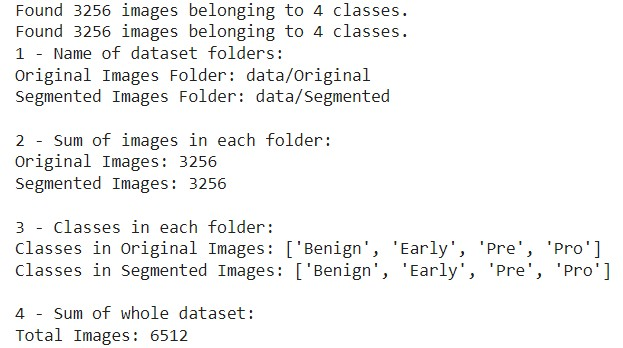 Found 3256 images belonging to 4 classes.
Found 3256 images belonging to 4 classes.
1 - Name of dataset folders:
Original Images Folder: data/Original
Segmented Images Folder: data/Segmented
2 - Sum of images in each folder:
Original Images: 3256
Segmented Images: 3256
3 - Classes in each folder:
Classes in Original Images: ['Benign', 'Early', 'Pre', 'Pro']
Classes in Segmented Images: ['Benign', 'Early', 'Pre', 'Pro']
4 - Sum of whole dataset:
Total Images: 6512